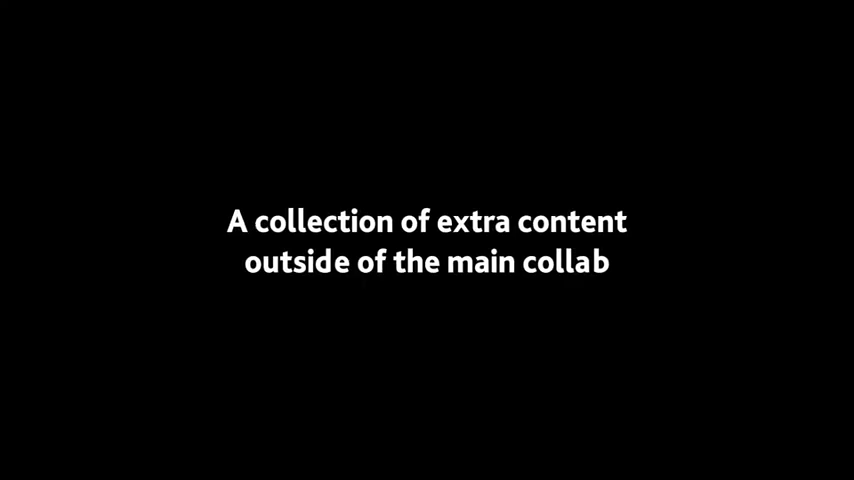 A collection of extra content
outside of the main collab